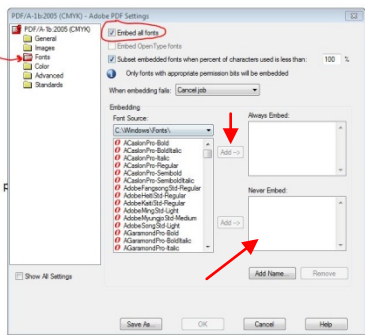 PDF/A-1b:2005 (CMYK) - Adobe PDF Settings
PDF/A-1b:2005 (CMYK)
General
Images
Fonts
Color
Advanced
Standards
Embed all fonts
Embed OpenType fonts
Subset embedded fonts when percent of characters used is less than: 100 %
Only fonts with appropriate permission bits will be embedded
When embedding fails: Cancel job
Embedding
Font Source:
Always Embed:
C:\Windows\Fonts\
ACaslonPro-Bold
ACaslonPro-BoldItalic
ACaslonPro-Italic
ACaslonPro-Regular
ACaslonPro-Semibold
ACaslonPro-SemiboldItalic
AdobeFangsongStd-Regular
AdobeHeitiStd-Regular
AdobeKaitiStd-Regular
AdobeMingStd-Light
AdobeMyungjoStd-Medium
AdobeSongStd-Light
AGaramondPro-Bold
AGaramondPro-BoldItalic
AGaramondPro-Italic
Add ->
Never Embed:
Add ->
Add Name...
Remove
Show All Settings
Save As...
OK
Cancel
Help